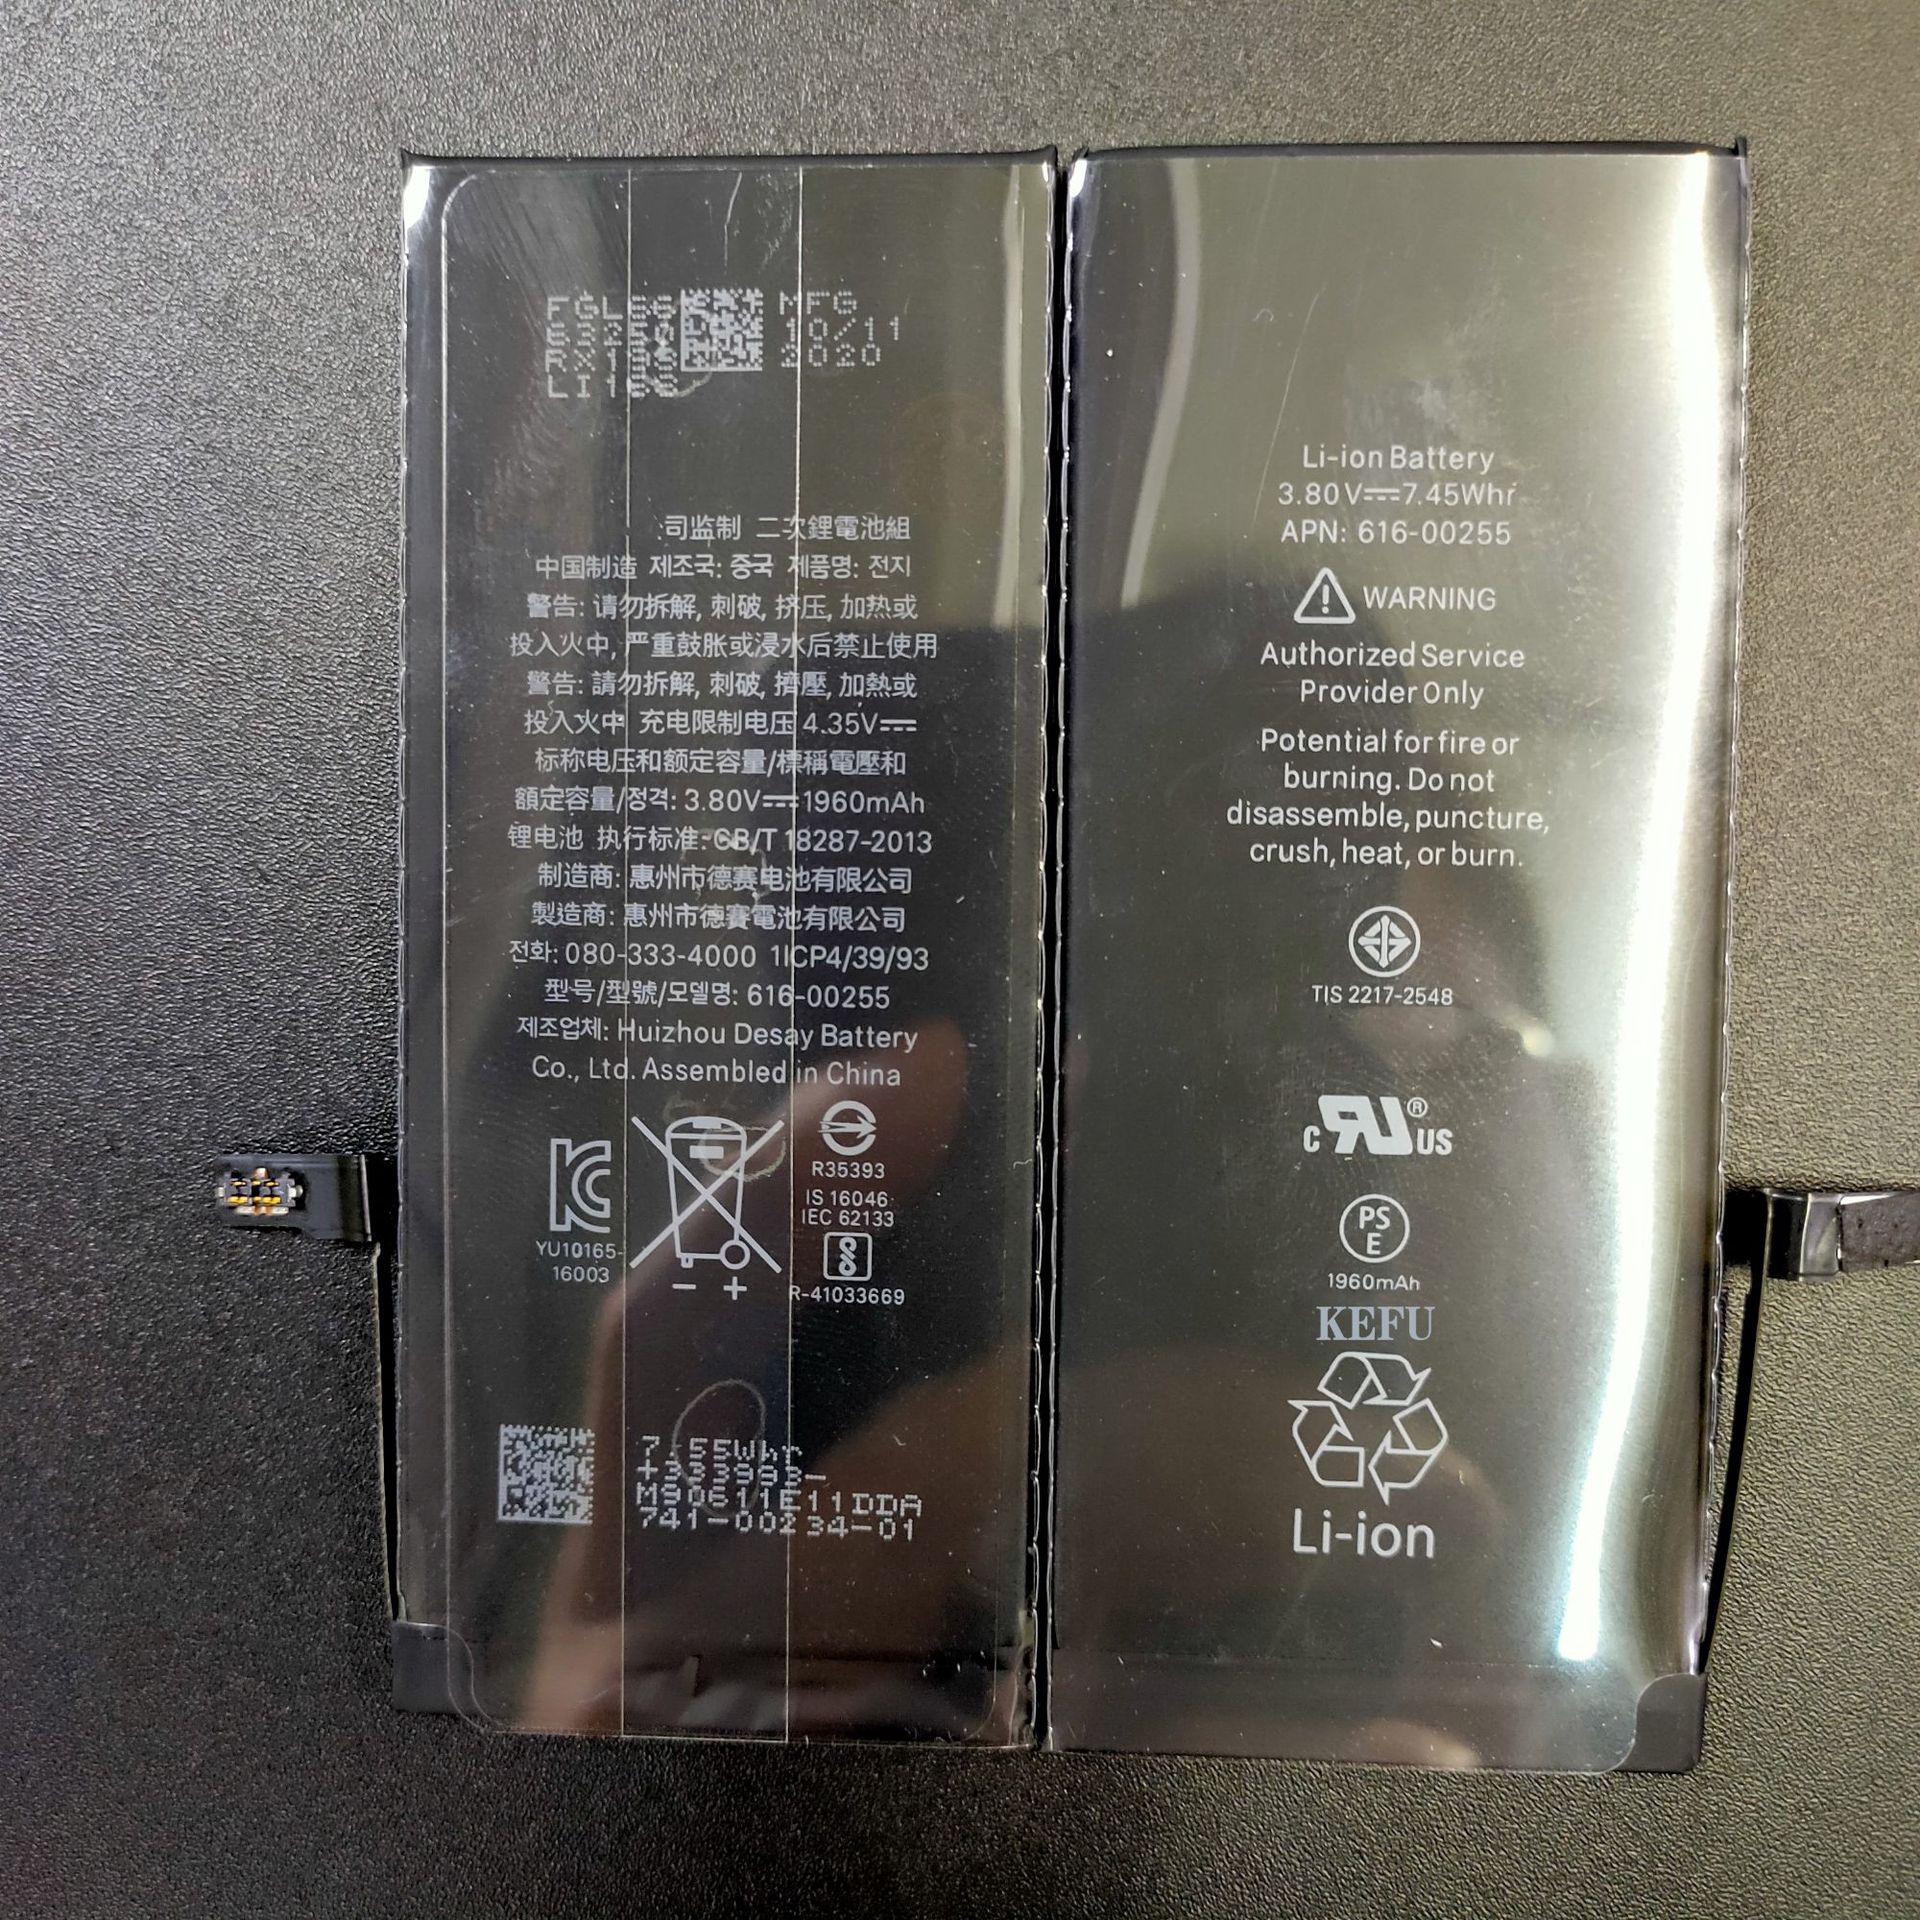 MFG
10/11
2020
司监制 二次鋰電池組
中国制造 제조국: 중국 제품명: 전지
警告: 请勿拆解, 刺破, 挤压, 加热或
投入火中, 严重鼓胀或浸水后禁止使用
警告: 請勿拆解, 刺破, 擠壓, 加熱或
投入火中 充电限制电压 4.35V⎓
标称电压和额定容量/標稱電壓和
額定容量/정격: 3.80V⎓1960mAh
锂电池 执行标准: GB/T 18287-2013
制造商: 惠州市德赛电池有限公司
製造商: 惠州市德賽電池有限公司
전화: 080-333-4000 1ICP4/39/93
型号/型號/모델명: 616-00255
제조업체: Huizhou Desay Battery
Co., Ltd. Assembled in China
R35393
IS 16046
IEC 62133
YU10165-
16003
R-41033669
7.55Whr
M90611E11DDA
741-00234-01
Li-ion Battery
3.80V⎓7.45Whr
APN: 616-00255
WARNING
Authorized Service
Provider Only
Potential for fire or
burning. Do not
disassemble, puncture,
crush, heat, or burn.
TIS 2217-2548
c RU® US
PS
E
1960mAh
KEFU
Li-ion